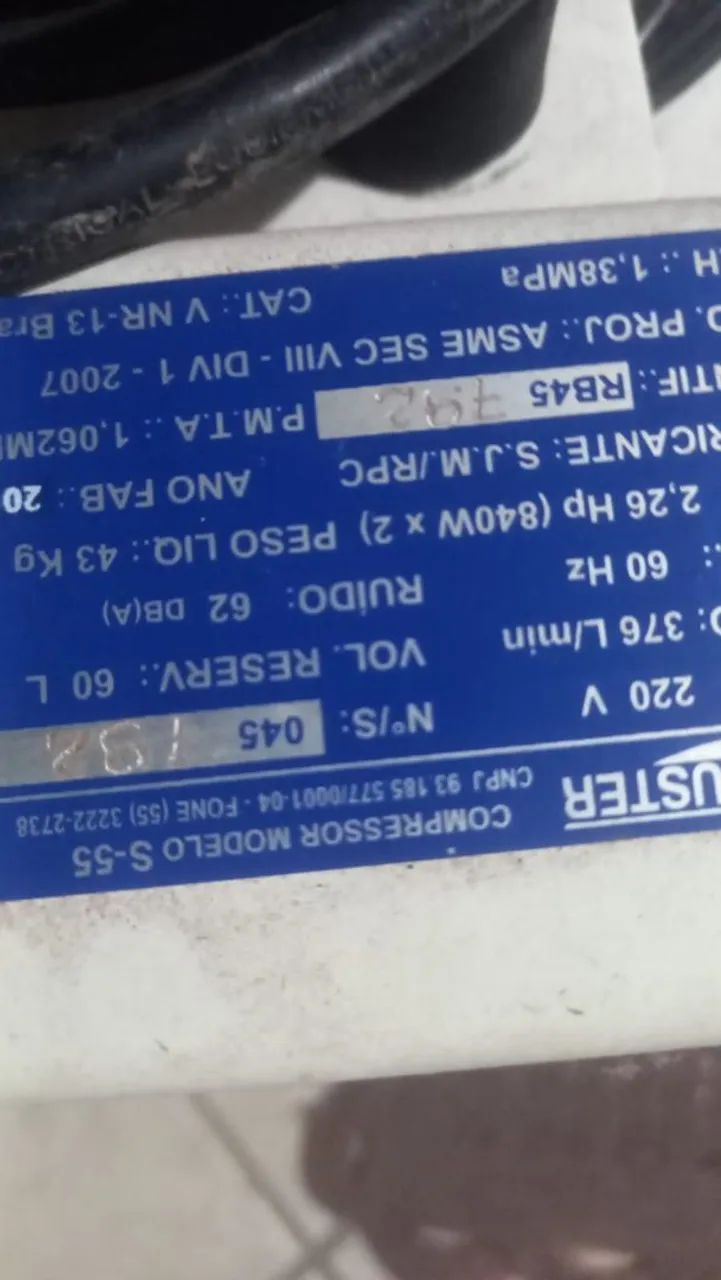 COMPRESSOR MODELO S-55
USTER CNPJ 93.185.577/0001-04 - FONE (55) 3222-2738
220 V Nº/S: 045
: 376 L/min VOL. RESERV.: 60 L
.: 60 Hz RUÍDO: 62 DB(A)
2,26 Hp (840W x 2) PESO LIQ.: 43 Kg
RICANTE: S.J.M./RPC ANO FAB.: 20
NTIF.: RB45 792 P.M.T.A .: 1,062M
. PROJ.: ASME SEC VIII - DIV 1 - 2007
H .: 1,38MPa CAT.: V NR-13 Bra